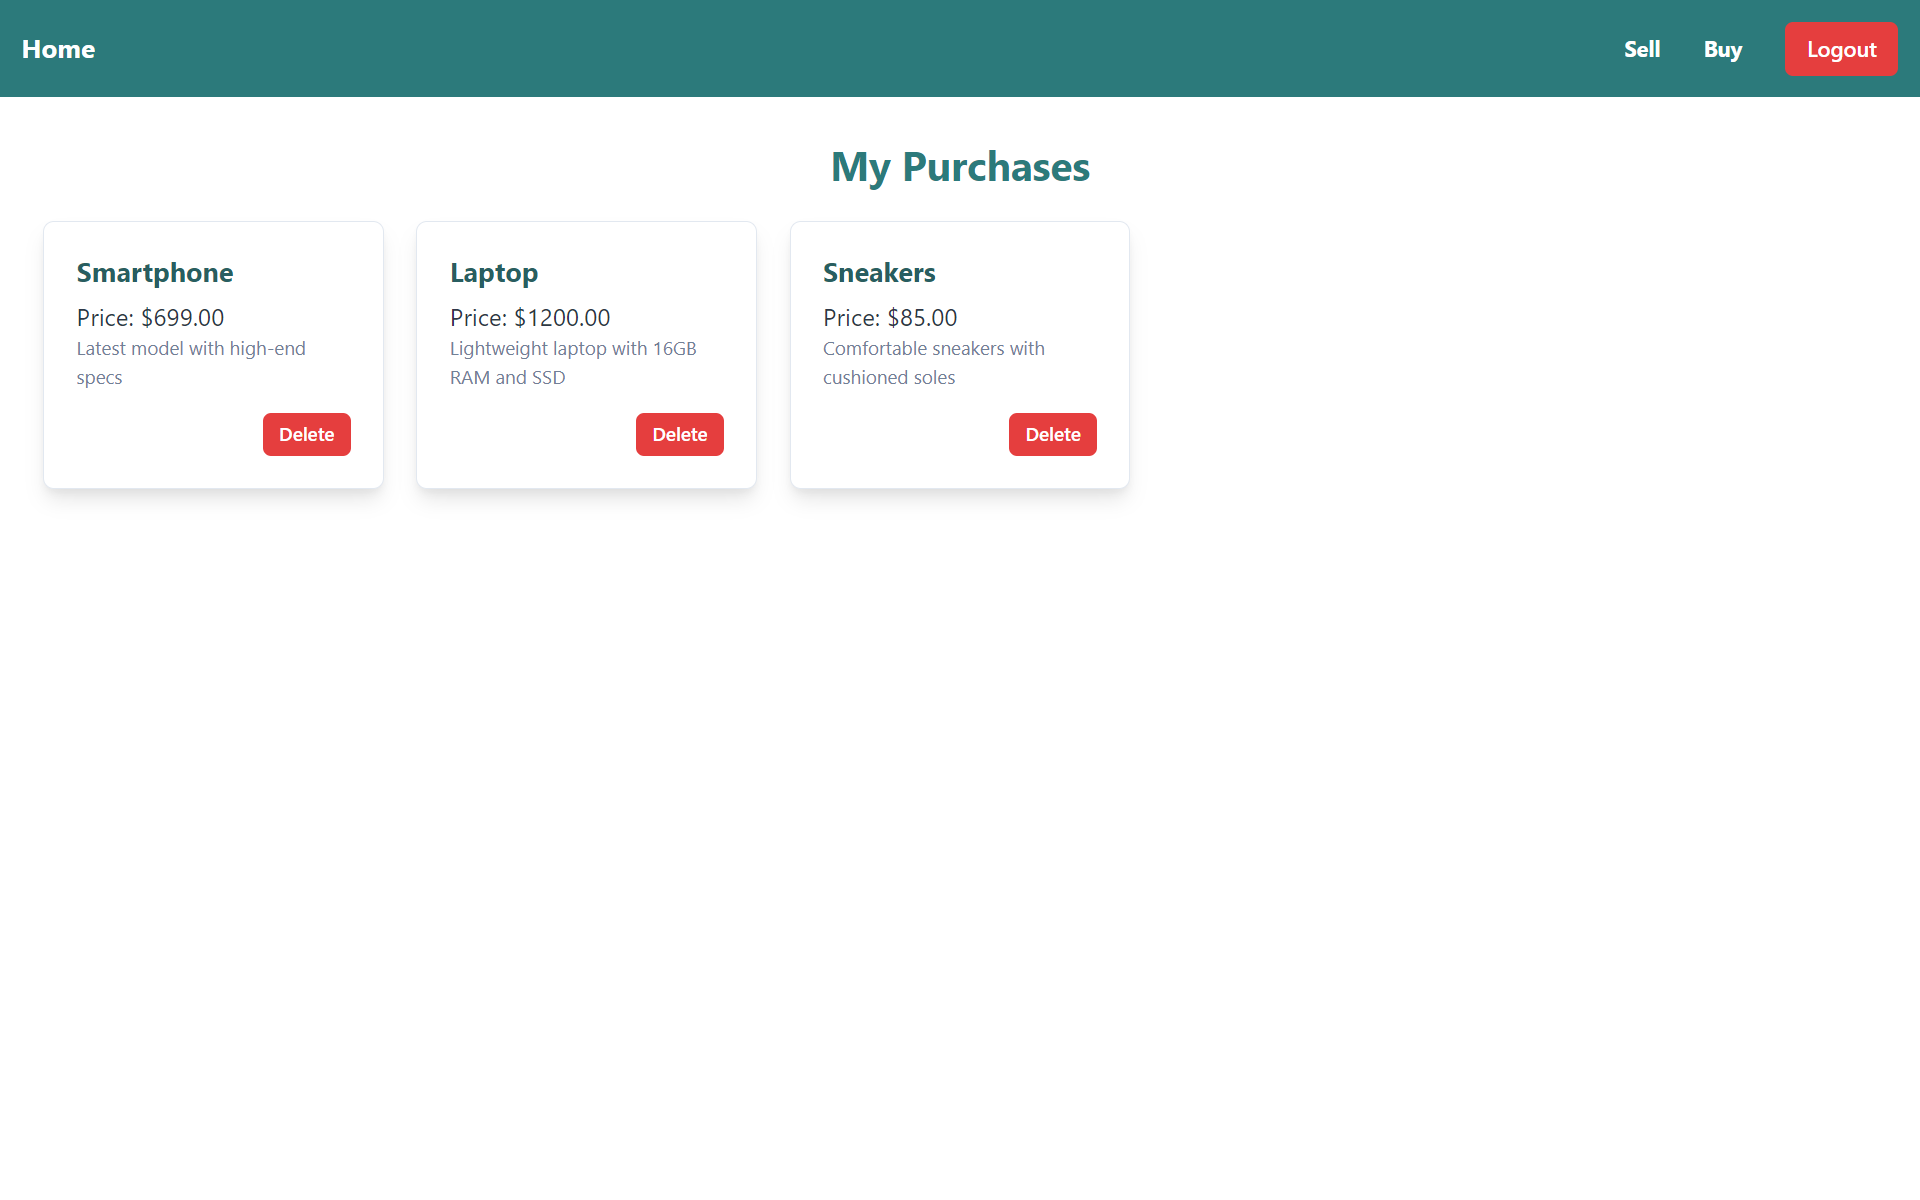 Home
Sell
Buy
Logout
My Purchases
Smartphone
Price: $699.00
Latest model with high-end
specs
Delete
Laptop
Price: $1200.00
Lightweight laptop with 16GB
RAM and SSD
Delete
Sneakers
Price: $85.00
Comfortable sneakers with
cushioned soles
Delete